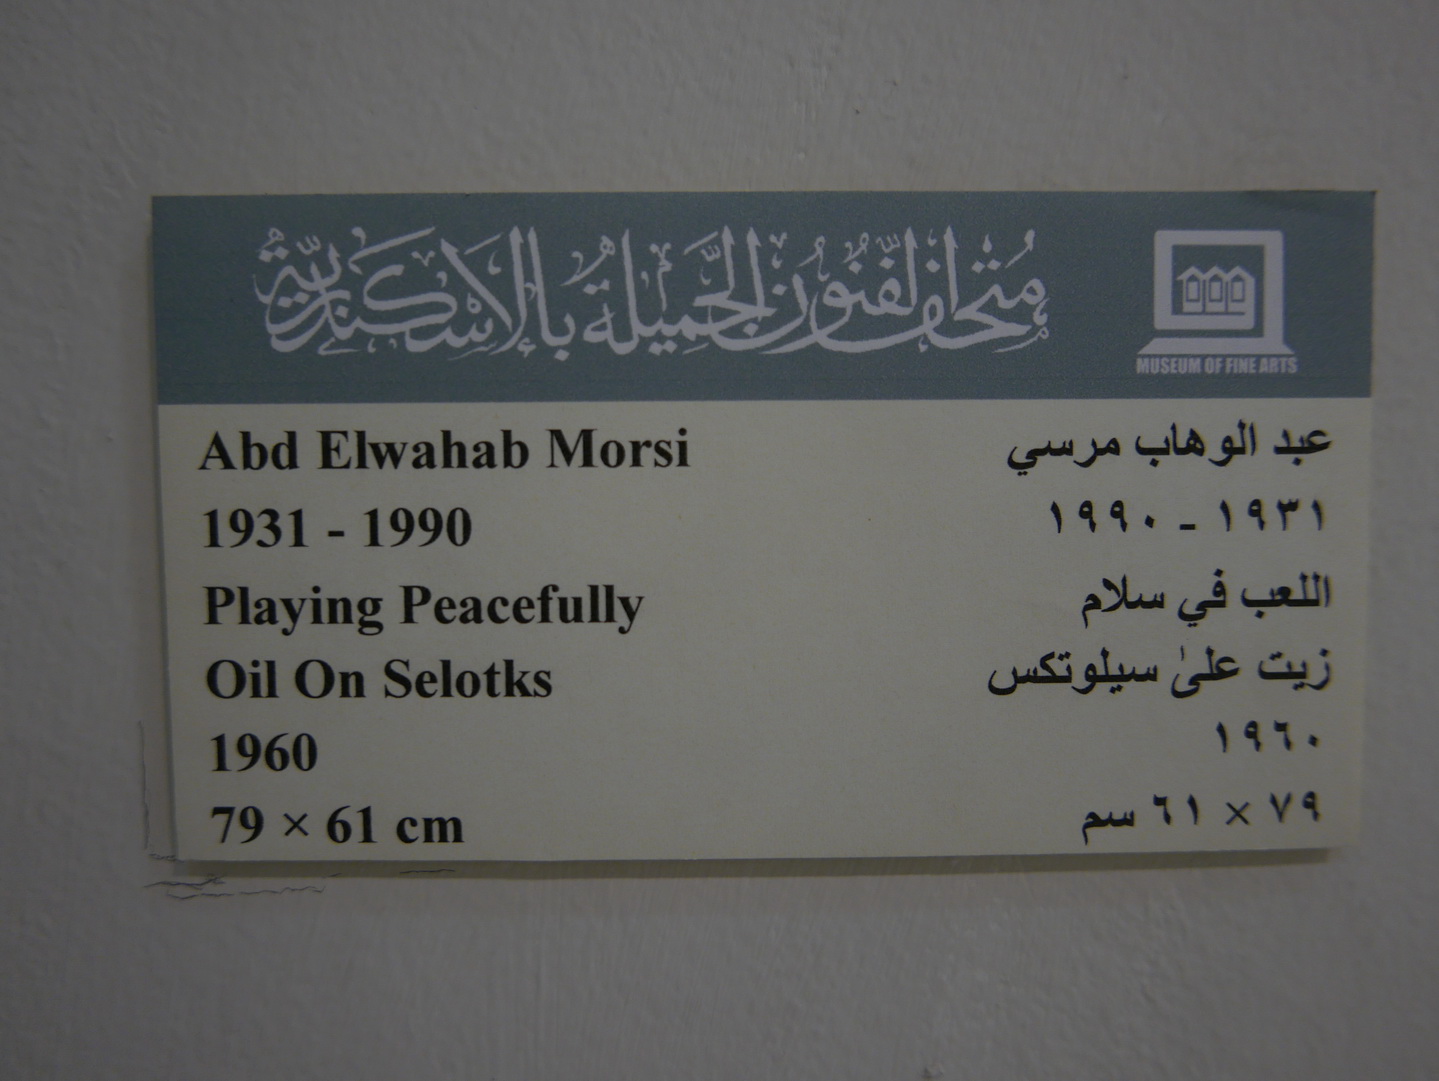 متحف الفنون الجميلة بالإسكندرية
MUSEUM OF FINE ARTS
Abd Elwahab Morsi
عبد الوهاب مرسي
1931 - 1990
١٩٣١ - ١٩٩٠
Playing Peacefully
اللعب في سلام
Oil On Selotks
زيت علىٰ سيلوتكس
1960
١٩٦٠
79 × 61 cm
٧٩ × ٦١ سم